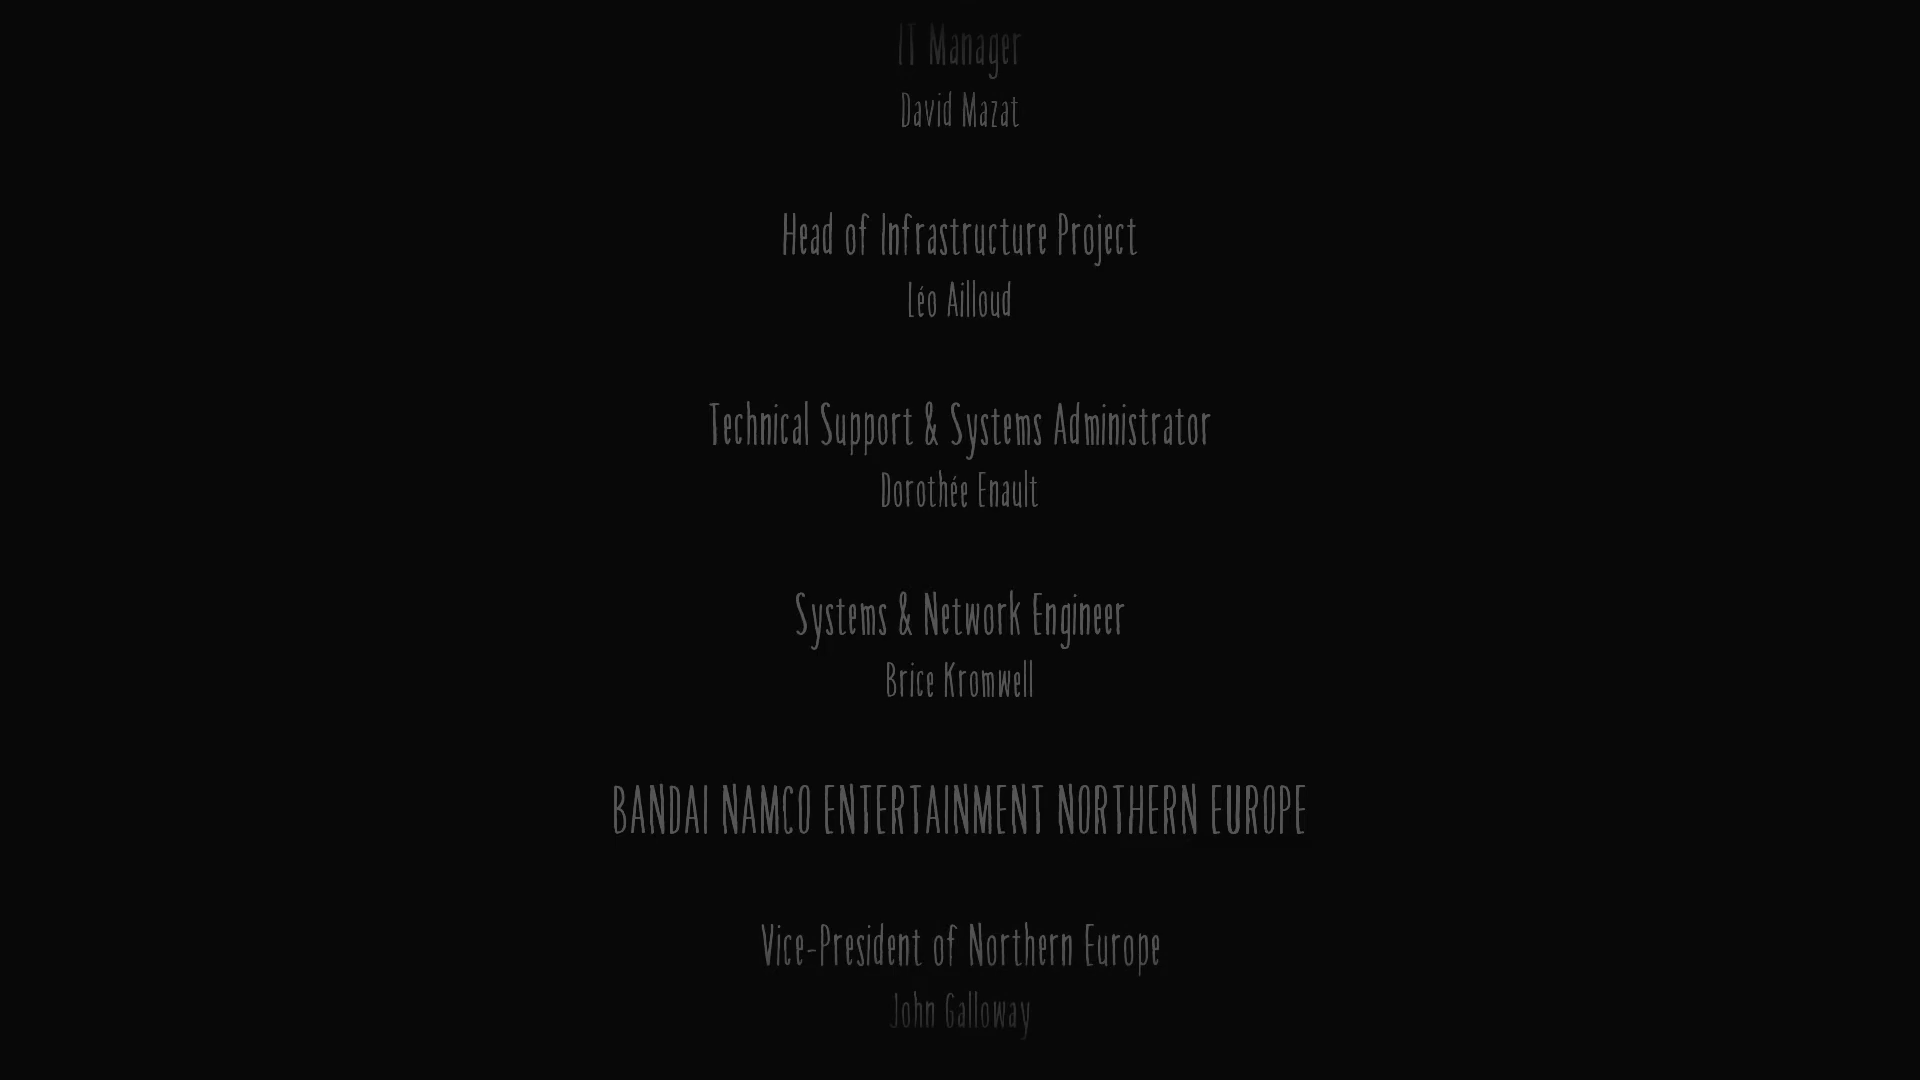 IT Manager
David Mazat
Head of Infrastructure Project
Léo Ailloud
Technical Support & Systems Administrator
Dorothée Enault
Systems & Network Engineer
Brice Kromwell
BANDAI NAMCO ENTERTAINMENT NORTHERN EUROPE
Vice-President of Northern Europe
John Galloway